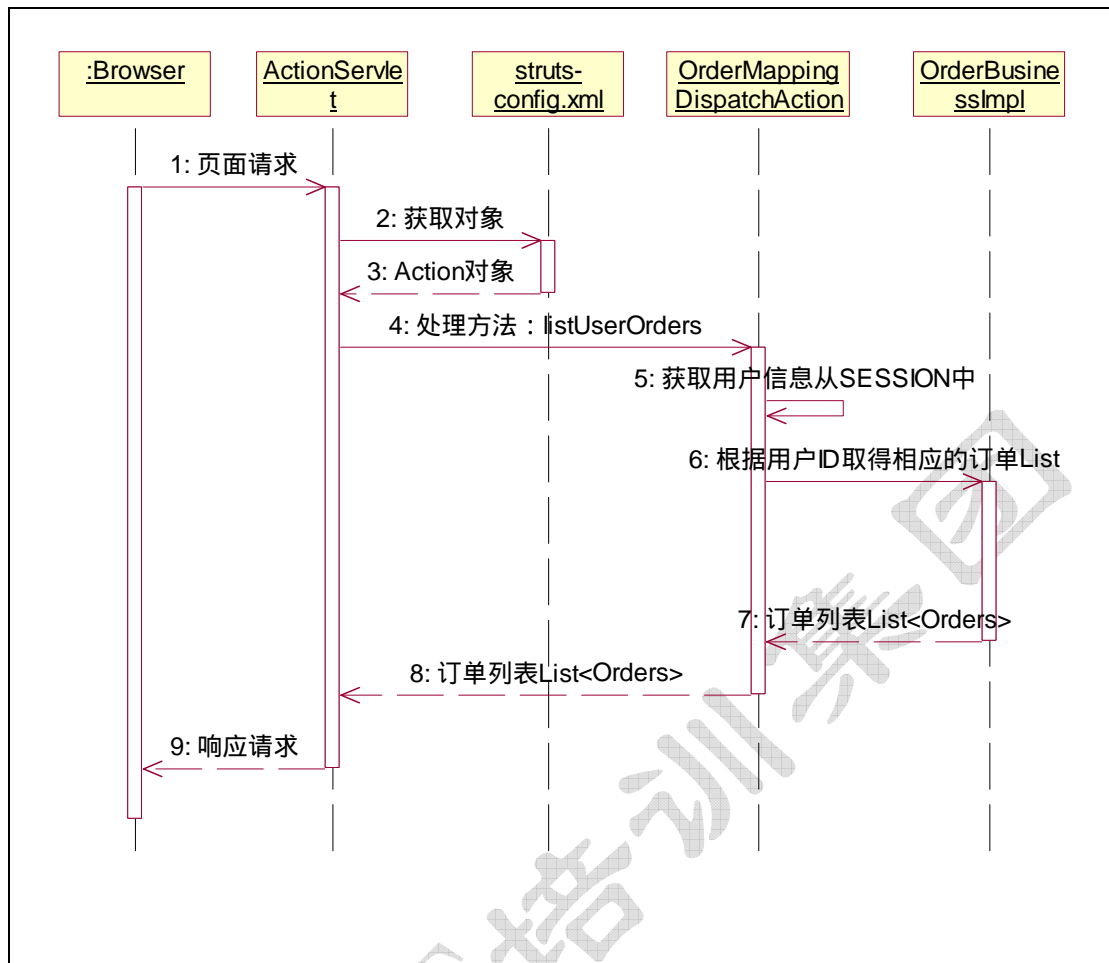 :Browser
ActionServle
t
struts-
config.xml
OrderMapping
DispatchAction
OrderBusine
ssImpl
1: 页面请求
2: 获取对象
3: Action对象
4: 处理方法：listUserOrders
5: 获取用户信息从SESSION中
6: 根据用户ID取得相应的订单List
7: 订单列表List<Orders>
8: 订单列表List<Orders>
9: 响应请求
培训集团